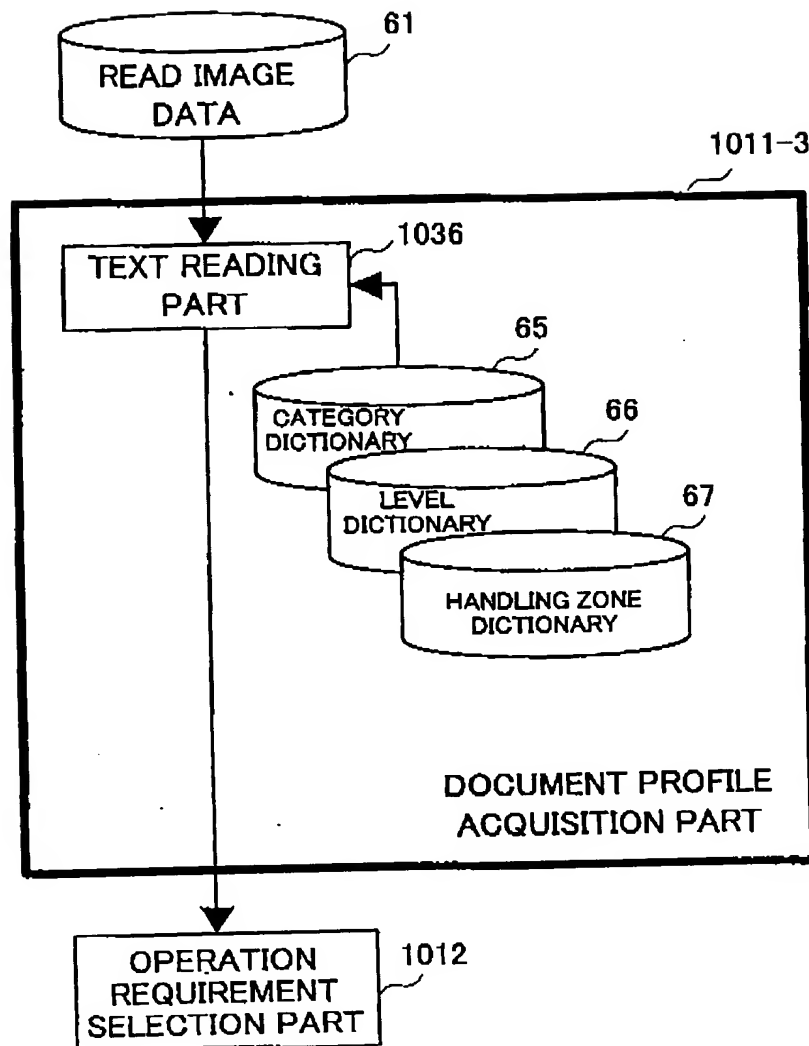 61
READ IMAGE
DATA
1011-3
1036
TEXT READING
PART
65
CATEGORY
DICTIONARY
66
LEVEL
DICTIONARY
67
HANDLING ZONE
DICTIONARY
DOCUMENT PROFILE
ACQUISITION PART
OPERATION
REQUIREMENT
SELECTION PART
1012